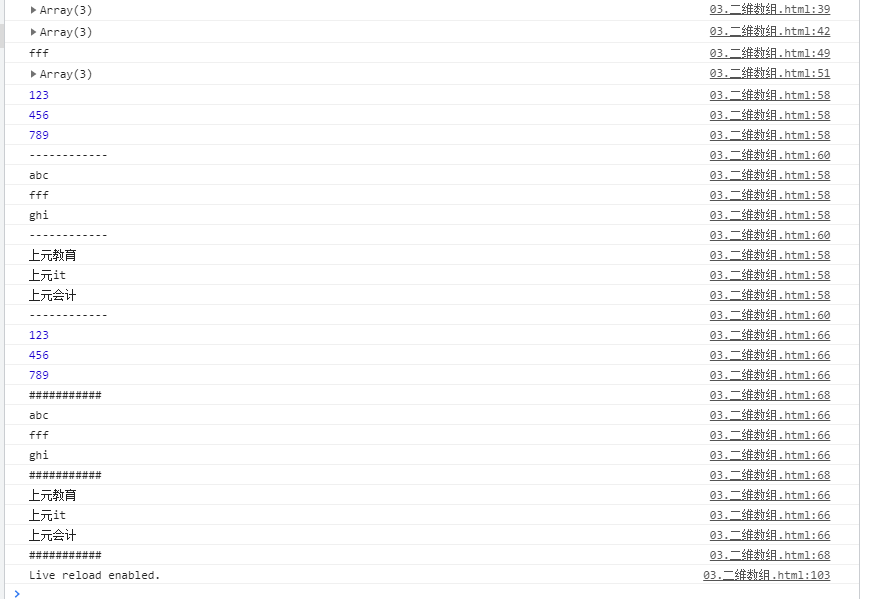 ▶Array(3) 03.二维数组.html:39
▶Array(3) 03.二维数组.html:42
fff 03.二维数组.html:49
▶Array(3) 03.二维数组.html:51
123 03.二维数组.html:58
456 03.二维数组.html:58
789 03.二维数组.html:58
------------ 03.二维数组.html:60
abc 03.二维数组.html:58
fff 03.二维数组.html:58
ghi 03.二维数组.html:58
------------ 03.二维数组.html:60
上元教育 03.二维数组.html:58
上元it 03.二维数组.html:58
上元会计 03.二维数组.html:58
------------ 03.二维数组.html:60
123 03.二维数组.html:66
456 03.二维数组.html:66
789 03.二维数组.html:66
########### 03.二维数组.html:68
abc 03.二维数组.html:66
fff 03.二维数组.html:66
ghi 03.二维数组.html:66
########### 03.二维数组.html:68
上元教育 03.二维数组.html:66
上元it 03.二维数组.html:66
上元会计 03.二维数组.html:66
########### 03.二维数组.html:68
Live reload enabled. 03.二维数组.html:103
>